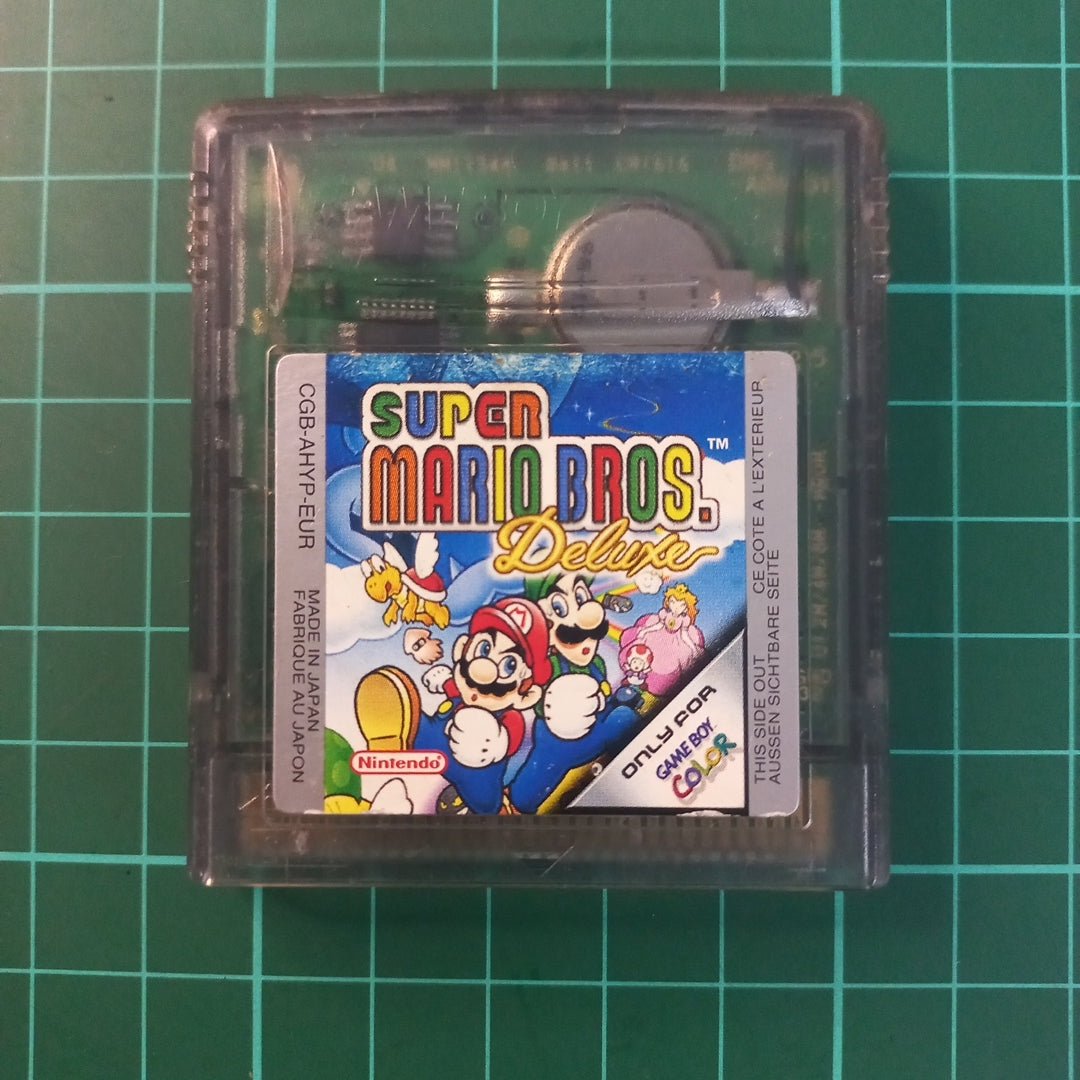 CGB-AHYP-EUR
MADE IN JAPAN
FABRIQUE AU JAPON
SUPER
MARIO BROS.™
Deluxe
M
Nintendo®
ONLY FOR
GAME BOY
COLOR
THIS SIDE OUT CE COTE A L'EXTERIEUR
AUSSEN SICHTBARE SEITE